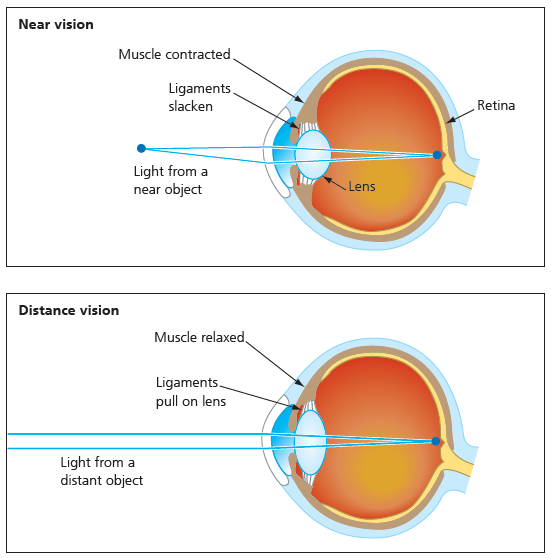 Near vision
Muscle contracted
Ligaments
slacken
Retina
Light from a
near object
Lens
Distance vision
Muscle relaxed
Ligaments
pull on lens
Light from a
distant object